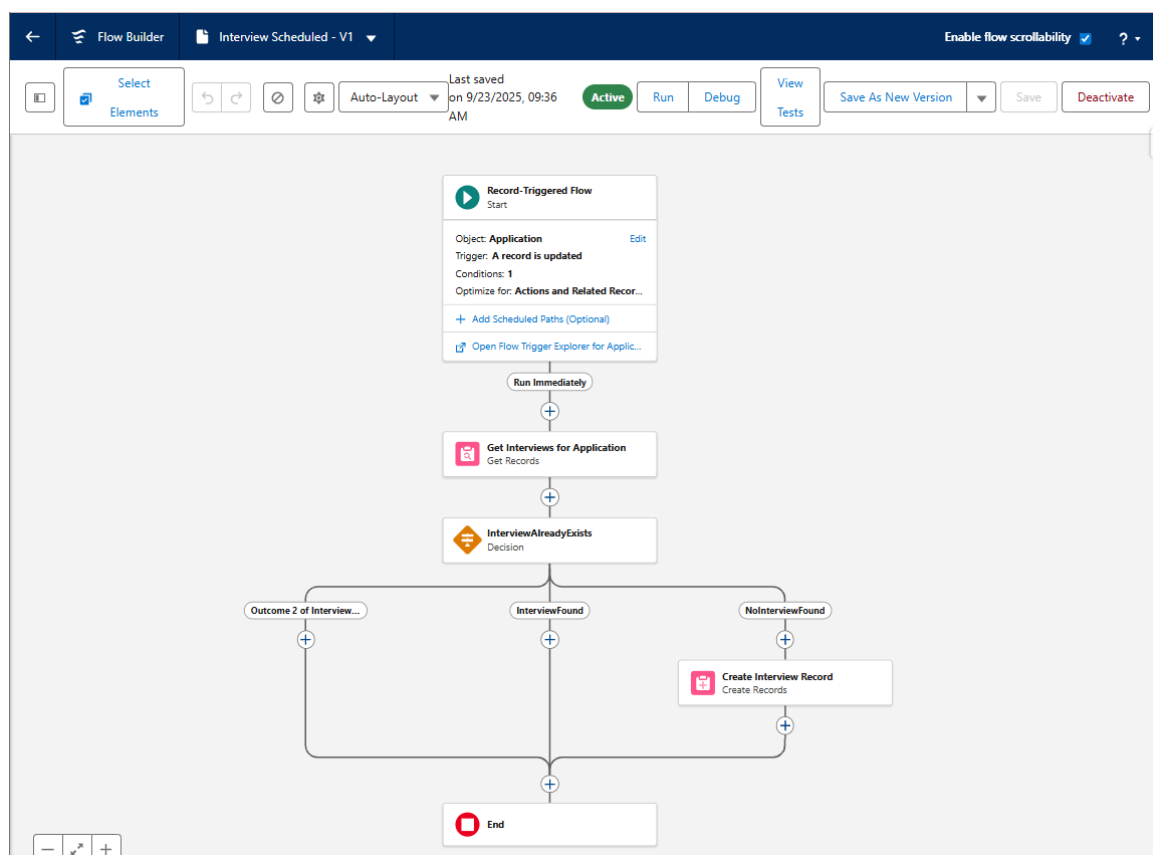 Flow Builder
Interview Scheduled - V1
Enable flow scrollability
?
Select
Elements
Auto-Layout
Last saved
on 9/23/2025, 09:36
AM
Active
Run
Debug
View
Tests
Save As New Version
Save
Deactivate
Record-Triggered Flow
Start
Object: Application
Edit
Trigger: A record is updated
Conditions: 1
Optimize for: Actions and Related Recor...
+ Add Scheduled Paths (Optional)
Open Flow Trigger Explorer for Applic...
Run Immediately
Get Interviews for Application
Get Records
InterviewAlreadyExists
Decision
Outcome 2 of Interview...
InterviewFound
NoInterviewFound
Create Interview Record
Create Records
End